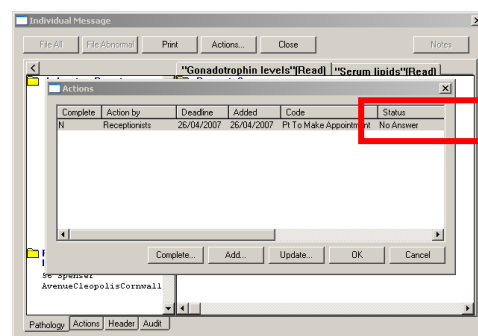 Individual Message
File All File Abnormal Print Actions... Close Notes
"Gonadotrophin levels"(Read) "Serum lipids"(Read)
Actions
Complete Action by Deadline Added Code Status
N Receptionists 26/04/2007 26/04/2007 Pt To Make Appointment No Answer
Complete... Add... Update... OK Cancel
AvenueCleopolisCornwall
Pathology Actions Header Audit